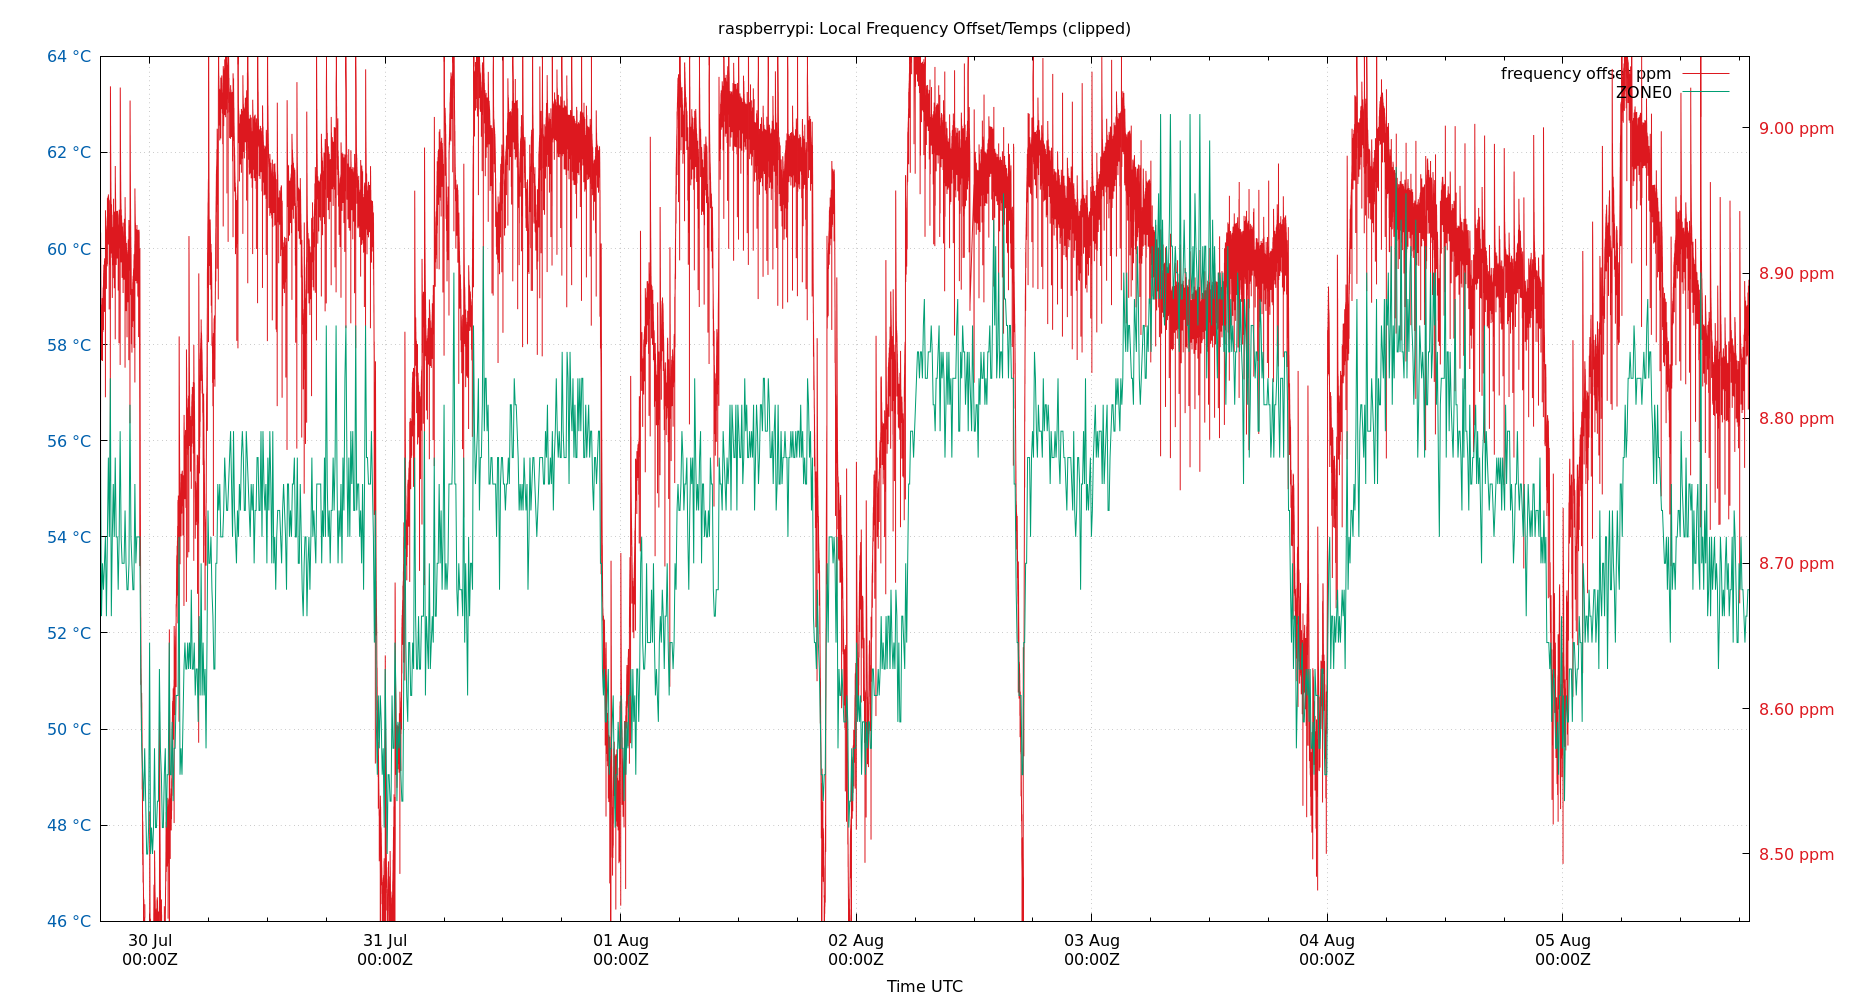 raspberrypi: Local Frequency Offset/Temps (clipped)
64 °C
62 °C
60 °C
58 °C
56 °C
54 °C
52 °C
50 °C
48 °C
46 °C
frequency offset ppm
ZONE0
9.00 ppm
8.90 ppm
8.80 ppm
8.70 ppm
8.60 ppm
8.50 ppm
30 Jul 31 Jul 01 Aug 02 Aug 03 Aug 04 Aug 05 Aug
00:00Z 00:00Z 00:00Z 00:00Z 00:00Z 00:00Z 00:00Z
Time UTC